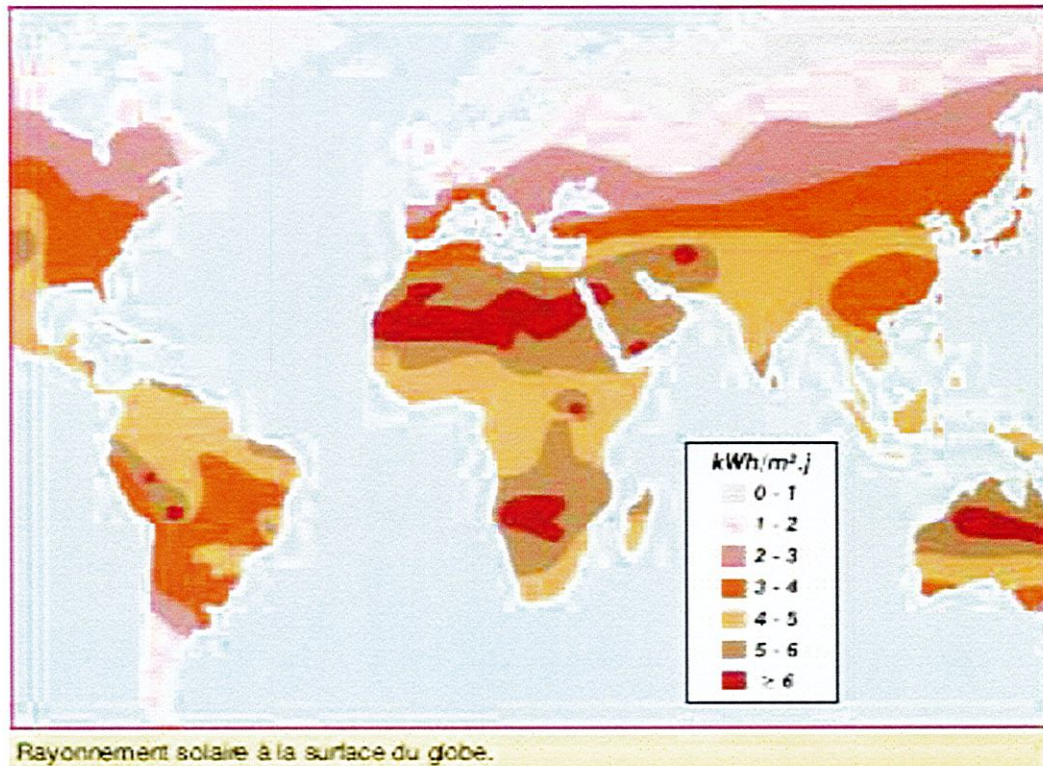 kWh/m².j
0 - 1
1 - 2
2 - 3
3 - 4
4 - 5
5 - 6
≥ 6
Rayonnement solaire à la surface du globe.